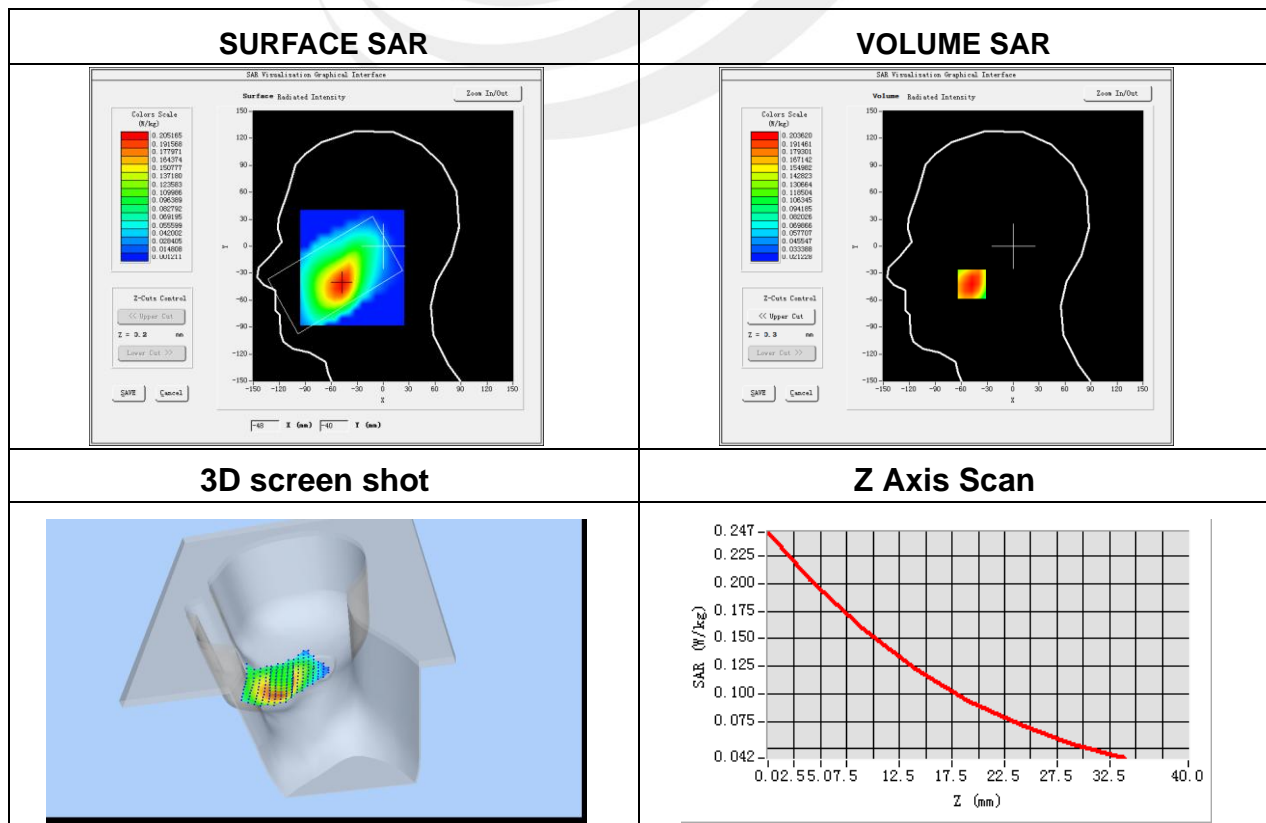 SURFACE SAR
SAR Visualisation Graphical Interface
Surface Radiated Intensity
Zoom In/Out
Colors Scale
(W/kg)
0.205165
0.191568
0.177971
0.164374
0.150777
0.137180
0.123583
0.109986
0.096389
0.082792
0.069195
0.055599
0.042002
0.028405
0.014808
0.001211
Z-Cuts Control
<< Upper Cut
Z = 3.2 mm
Lower Cut >>
SAVE Cancel
150
120
90
60
30
0
-30
-60
-90
-120
-150
Y
-150 -120 -90 -60 -30 0 30 60 90 120 150
X
-48 X (mm) -40 Y (mm)
VOLUME SAR
SAR Visualisation Graphical Interface
Volume Radiated Intensity
Zoom In/Out
Colors Scale
(W/kg)
0.203620
0.191461
0.179301
0.167142
0.154982
0.142823
0.130664
0.118504
0.106345
0.094185
0.082026
0.069866
0.057707
0.045547
0.033388
0.021228
Z-Cuts Control
<< Upper Cut
Z = 3.3 mm
Lower Cut >>
SAVE Cancel
150
120
90
60
30
0
-30
-60
-90
-120
-150
Y
-150 -120 -90 -60 -30 0 30 60 90 120 150
X
3D screen shot
Z Axis Scan
0.247
0.225
0.200
0.175
0.150
0.125
0.100
0.075
0.042
SAR (W/kg)
0.0 2.5 5.0 7.5 12.5 17.5 22.5 27.5 32.5 40.0
Z (mm)